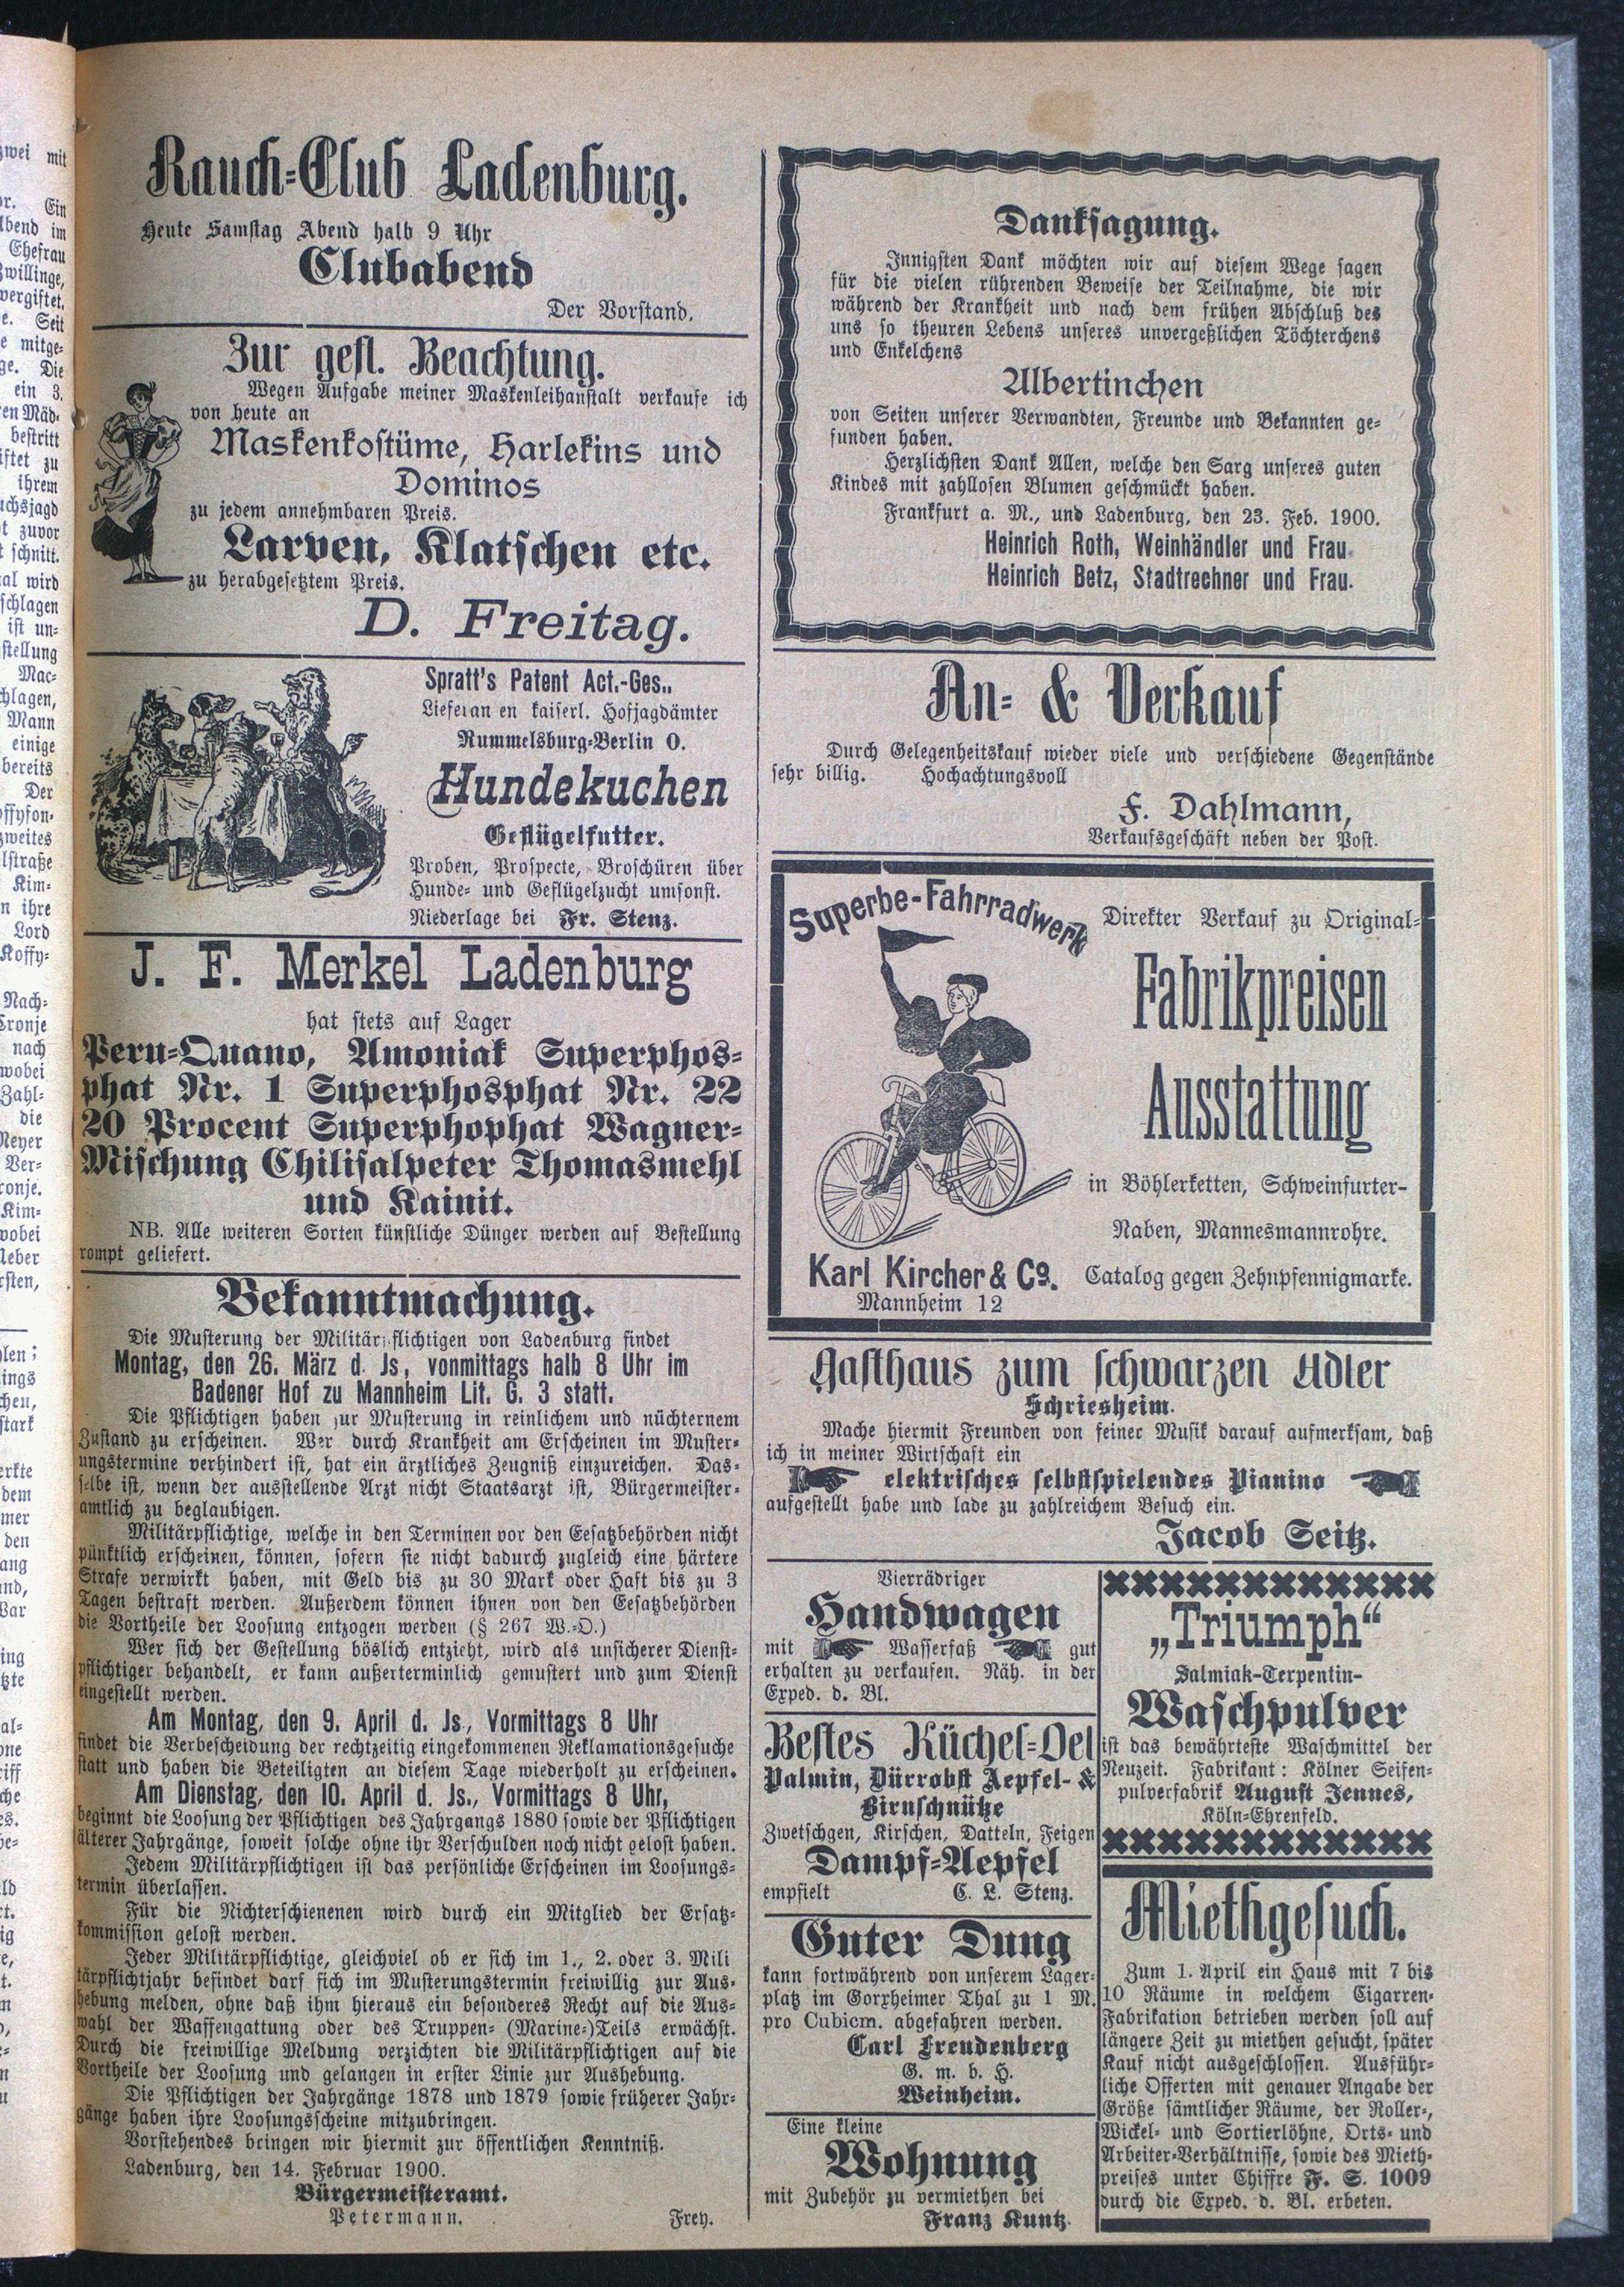 Rauch-Club Ladenburg.
Heute Samstag Abend halb 9 Uhr
Clubabend
Der Vorstand.
Zur gefl. Beachtung.
Wegen Aufgabe meiner Maskenleihanstalt verkaufe ich
von heute an
Maskenkostüme, Harlekins und
Dominos
zu jedem annehmbaren Preis.
Larven, Klatschen etc.
zu herabgesetztem Preis.
D. Freitag.
Spratt's Patent Act.-Ges..
Lieferan en kaiserl. Hofjagdämter
Rummelsburg-Berlin O.
Hundekuchen
Geflügelfutter.
Proben, Prospecte, Broschüren über
Hunde- und Geflügelzucht umsonst.
Niederlage bei Fr. Stenz.
J. F. Merkel Ladenburg
hat stets auf Lager
Peru-Quano, Amoniak Superphos-
phat Nr. 1 Superphosphat Nr. 22
20 Procent Superphophat Wagner-
Mischung Chilisalpeter Thomasmehl
und Kainit.
NB. Alle weiteren Sorten künstliche Dünger werden auf Bestellung
rompt geliefert.
Bekanntmachung.
Die Musterung der Militärpflichtigen von Ladenburg findet
Montag, den 26. März d. Js, vonmittags halb 8 Uhr im
Badener Hof zu Mannheim Lit. G. 3 statt.
Die Pflichtigen haben zur Musterung in reinlichem und nüchternem
Zustand zu erscheinen. Wer durch Krankheit am Erscheinen im Muster-
ungstermine verhindert ist, hat ein ärztliches Zeugniß einzureichen. Das-
selbe ist, wenn der ausstellende Arzt nicht Staatsarzt ist, Bürgermeister-
amtlich zu beglaubigen.
Militärpflichtige, welche in den Terminen vor den Eesatzbehörden nicht
pünktlich erscheinen, können, sofern sie nicht dadurch zugleich eine härtere
Strafe verwirkt haben, mit Geld bis zu 30 Mark oder Haft bis zu 3
Tagen bestraft werden. Außerdem können ihnen von den Eesatzbehörden
die Vortheile der Loosung entzogen werden (§ 267 W.-O.)
Wer sich der Gestellung böslich entzieht, wird als unsicherer Dienst-
pflichtiger behandelt, er kann außerterminlich gemustert und zum Dienst
eingestellt werden.
Am Montag, den 9. April d. Js, Vormittags 8 Uhr
findet die Verbescheidung der rechtzeitig eingekommenen Reklamationsgesuche
statt und haben die Beteiligten an diesem Tage wiederholt zu erscheinen.
Am Dienstag, den 10. April d. Js., Vormittags 8 Uhr,
beginnt die Loosung der Pflichtigen des Jahrgangs 1880 sowie der Pflichtigen
älterer Jahrgänge, soweit solche ohne ihr Verschulden noch nicht gelost haben.
Jedem Militärpflichtigen ist das persönliche Erscheinen im Loosungs-
termin überlassen.
Für die Nichterschienenen wird durch ein Mitglied der Ersatz-
kommission gelost werden.
Jeder Militärpflichtige, gleichviel ob er sich im 1., 2. oder 3. Mili
tärpflichtjahr befindet darf sich im Musterungstermin freiwillig zur Aus-
hebung melden, ohne daß ihm hieraus ein besonderes Recht auf die Aus-
wahl der Waffengattung oder des Truppen- (Marine-)Teils erwächst.
Durch die freiwillige Meldung verzichten die Militärpflichtigen auf die
Vortheile der Loosung und gelangen in erster Linie zur Aushebung.
Die Pflichtigen der Jahrgänge 1878 und 1879 sowie früherer Jahr-
gänge haben ihre Loosungsscheine mitzubringen.
Vorstehendes bringen wir hiermit zur öffentlichen Kenntniß.
Ladenburg, den 14. Februar 1900.
Bürgermeisteramt.
Petermann. Frey.
Danksagung.
Innigsten Dank möchten wir auf diesem Wege sagen
für die vielen rührenden Beweise der Teilnahme, die wir
während der Krankheit und nach dem frühen Abschluß des
uns so theuren Lebens unseres unvergeßlichen Töchterchens
und Enkelchens
Albertinchen
von Seiten unserer Verwandten, Freunde und Bekannten ge-
funden haben.
Herzlichsten Dank Allen, welche den Sarg unseres guten
Kindes mit zahllosen Blumen geschmückt haben.
Frankfurt a. M., und Ladenburg, den 23. Feb. 1900.
Heinrich Roth, Weinhändler und Frau.
Heinrich Betz, Stadtrechner und Frau.
An- & Verkauf
Durch Gelegenheitskauf wieder viele und verschiedene Gegenstände
sehr billig. Hochachtungsvoll
F. Dahlmann,
Verkaufsgeschäft neben der Post.
Superbe-Fahrradwerk
Direkter Verkauf zu Original-
Fabrikpreisen
Ausstattung
in Böhlerketten, Schweinfurter-
Naben, Mannesmannrohre.
Karl Kircher & Co. Catalog gegen Zehnpfennigmarke.
Mannheim 12
Gasthaus zum schwarzen Adler
Schriesheim.
Mache hiermit Freunden von feiner Musik darauf aufmerksam, daß
ich in meiner Wirtschaft ein
elektrisches selbstspielendes Pianino
aufgestellt habe und lade zu zahlreichem Besuch ein.
Jacob Seitz.
Vierrädriger
Handwagen
mit Wasserfaß gut
erhalten zu verkaufen. Näh. in der
Exped. d. Bl.
Bestes Küchel-Oel
Palmin, Dürrobst Aepfel- &
Birnschnütze
Zwetschgen, Kirschen, Datteln, Feigen
Dampf-Aepfel
empfielt C. L. Stenz.
Guter Dung
kann fortwährend von unserem Lager-
platz im Gorxheimer Thal zu 1 M.
pro Cubicm. abgefahren werden.
Carl Freudenberg
G. m. b. H.
Weinheim.
Eine kleine
Wohnung
mit Zubehör zu vermiethen bei
Franz Kuntz.
„Triumph“
Salmiak-Terpentin-
Waschpulver
ist das bewährteste Waschmittel der
Neuzeit. Fabrikant: Kölner Seifen-
pulverfabrik August Jennes,
Köln-Ehrenfeld.
Miethgesuch.
Zum 1. April ein Haus mit 7 bis
10 Räume in welchem Cigarren-
Fabrikation betrieben werden soll auf
längere Zeit zu miethen gesucht, später
Kauf nicht ausgeschlossen. Ausführ-
liche Offerten mit genauer Angabe der
Größe sämtlicher Räume, der Roller-,
Wickel- und Sortierlöhne, Orts- und
Arbeiter-Verhältnisse, sowie des Mieth-
preises unter Chiffre F. S. 1009
durch die Exped. d. Bl. erbeten.